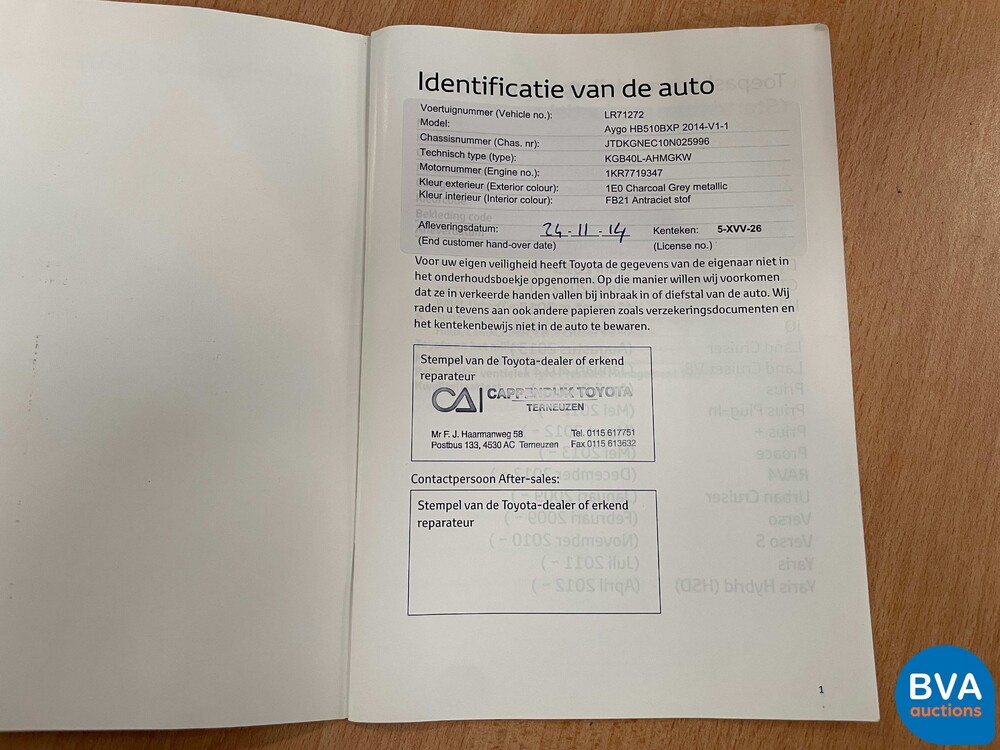 Identificatie van de auto
Voertuignummer (Vehicle no.): LR71272
Model: Aygo HB510BXP 2014-V1-1
Chassisnummer (Chas. nr): JTDKGNEC10N025996
Technisch type (type): KGB40L-AHMGKW
Motornummer (Engine no.): 1KR7719347
Kleur exterieur (Exterior colour): 1E0 Charcoal Grey metallic
Kleur interieur (Interior colour): FB21 Antraciet stof
Bekleding code
Afleveringsdatum: 24-11-14 Kenteken: 5-XVV-26
(End customer hand-over date) (License no.)
Voor uw eigen veiligheid heeft Toyota de gegevens van de eigenaar niet in
het onderhoudsboekje opgenomen. Op die manier willen wij voorkomen
dat ze in verkeerde handen vallen bij inbraak in of diefstal van de auto. Wij
raden u tevens aan ook andere papieren zoals verzekeringsdocumenten en
het kentekenbewijs niet in de auto te bewaren.
Stempel van de Toyota-dealer of erkend
reparateur
CA CAPPENDIJK TOYOTA
TERNEUZEN
Mr F. J. Haarmanweg 58 Tel. 0115 617751
Postbus 133, 4530 AC Terneuzen Fax 0115 613632
Contactpersoon After-sales:
Stempel van de Toyota-dealer of erkend
reparateur
1
BVA
auctions